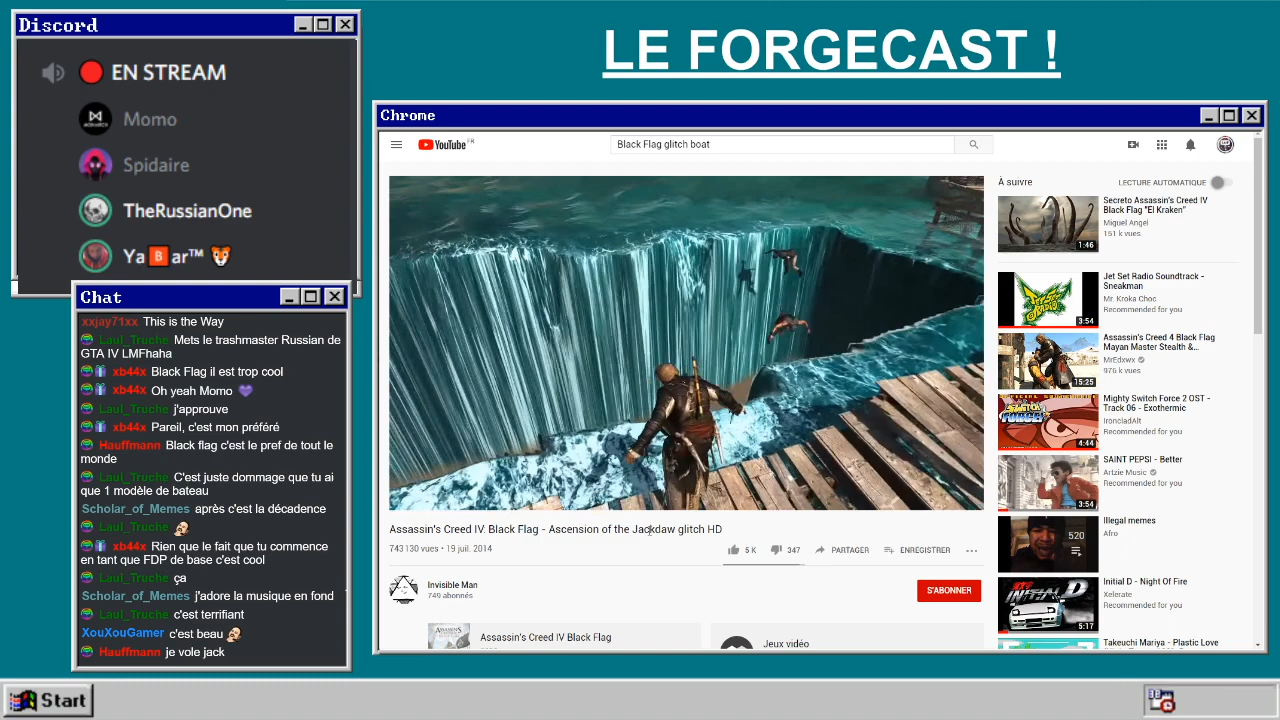 LE FORGECAST !
Discord
EN STREAM
Momo
Spidaire
TheRussianOne
Ya🅱ar™ 🐯
Chat
xxjay71xx This is the Way
Laul_Truche Mets le trashmaster Russian de
GTA IV LMFhaha
xb44x Black Flag il est trop cool
xb44x Oh yeah Momo 💜
Laul_Truche j'approuve
xb44x Pareil, c'est mon préféré
Hauffmann Black flag c'est le pref de tout le
monde
Laul_Truche C'est juste dommage que tu ai
que 1 modèle de bateau
Scholar_of_Memes après c'est la décadence
Laul_Truche
xb44x Rien que le fait que tu commence
en tant que FDP de base c'est cool
Laul_Truche ça
Scholar_of_Memes j'adore la musique en fond
Laul_Truche c'est terrifiant
XouXouGamer c'est beau
Hauffmann je vole jack
Chrome
YouTube FR
Black Flag glitch boat
Assassin's Creed IV Black Flag - Ascension of the Jackdaw glitch HD
743 130 vues • 19 juil. 2014
5 K
347
PARTAGER
ENREGISTRER
Invisible Man
749 abonnés
S'ABONNER
Assassin's Creed IV Black Flag
Jeux vidéo
À suivre
LECTURE AUTOMATIQUE
Secreto Assassin's Creed IV
Black Flag "El Kraken"
Miguel Angel
151 k vues
1:46
Jet Set Radio Soundtrack -
Sneakman
Mr. Kroka Choc
Recommended for you
3:54
Assassin's Creed 4 Black Flag
Mayan Master Stealth &...
MrEdxwx
976 k vues
15:25
Mighty Switch Force 2 OST -
Track 06 - Exothermic
IroncladAlt
Recommended for you
4:44
SAINT PEPSI - Better
Artzie Music
Recommended for you
3:54
Illegal memes
Afro
520
Initial D - Night Of Fire
Xelerate
Recommended for you
5:17
Takeuchi Mariya - Plastic Love
Start